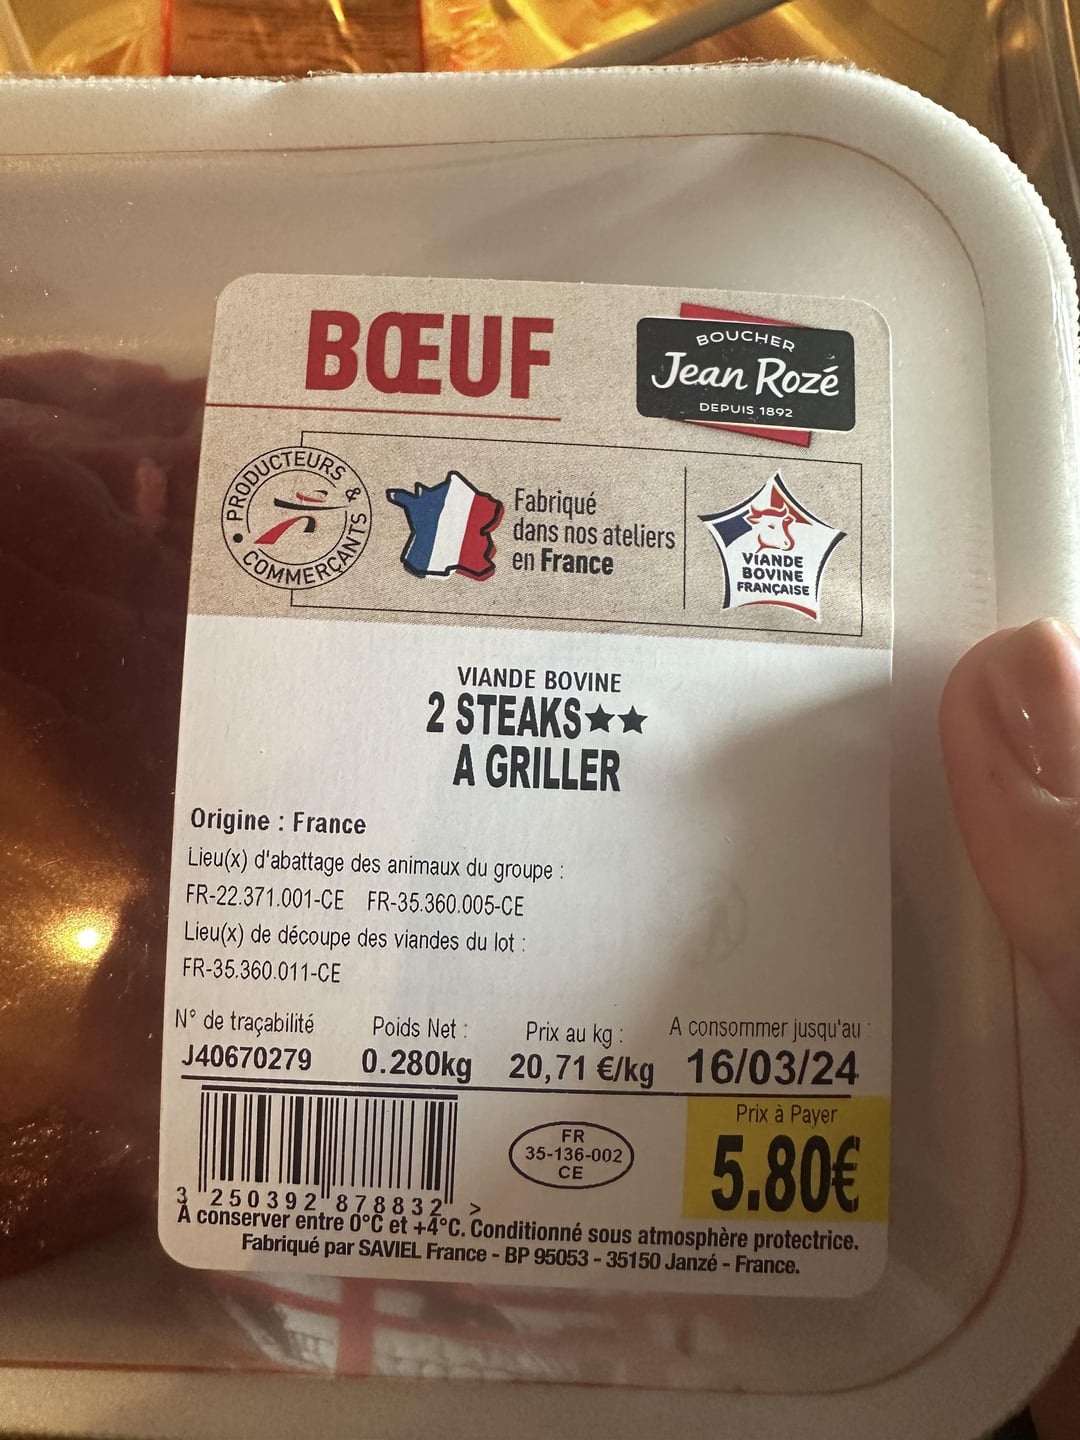 BŒUF
BOUCHER
Jean Rozé
DEPUIS 1892
PRODUCTEURS & COMMERÇANTS
Fabriqué
dans nos ateliers
en France
VIANDE
BOVINE
FRANÇAISE
VIANDE BOVINE
2 STEAKS★★
A GRILLER
Origine : France
Lieu(x) d'abattage des animaux du groupe :
FR-22.371.001-CE FR-35.360.005-CE
Lieu(x) de découpe des viandes du lot :
FR-35.360.011-CE
N° de traçabilité Poids Net : Prix au kg : A consommer jusqu'au :
J40670279 0.280kg 20,71 €/kg 16/03/24
Prix à Payer
5.80€
FR
35-136-002
CE
3 250392 878832 >
À conserver entre 0°C et +4°C. Conditionné sous atmosphère protectrice.
Fabriqué par SAVIEL France - BP 95053 - 35150 Janzé - France.